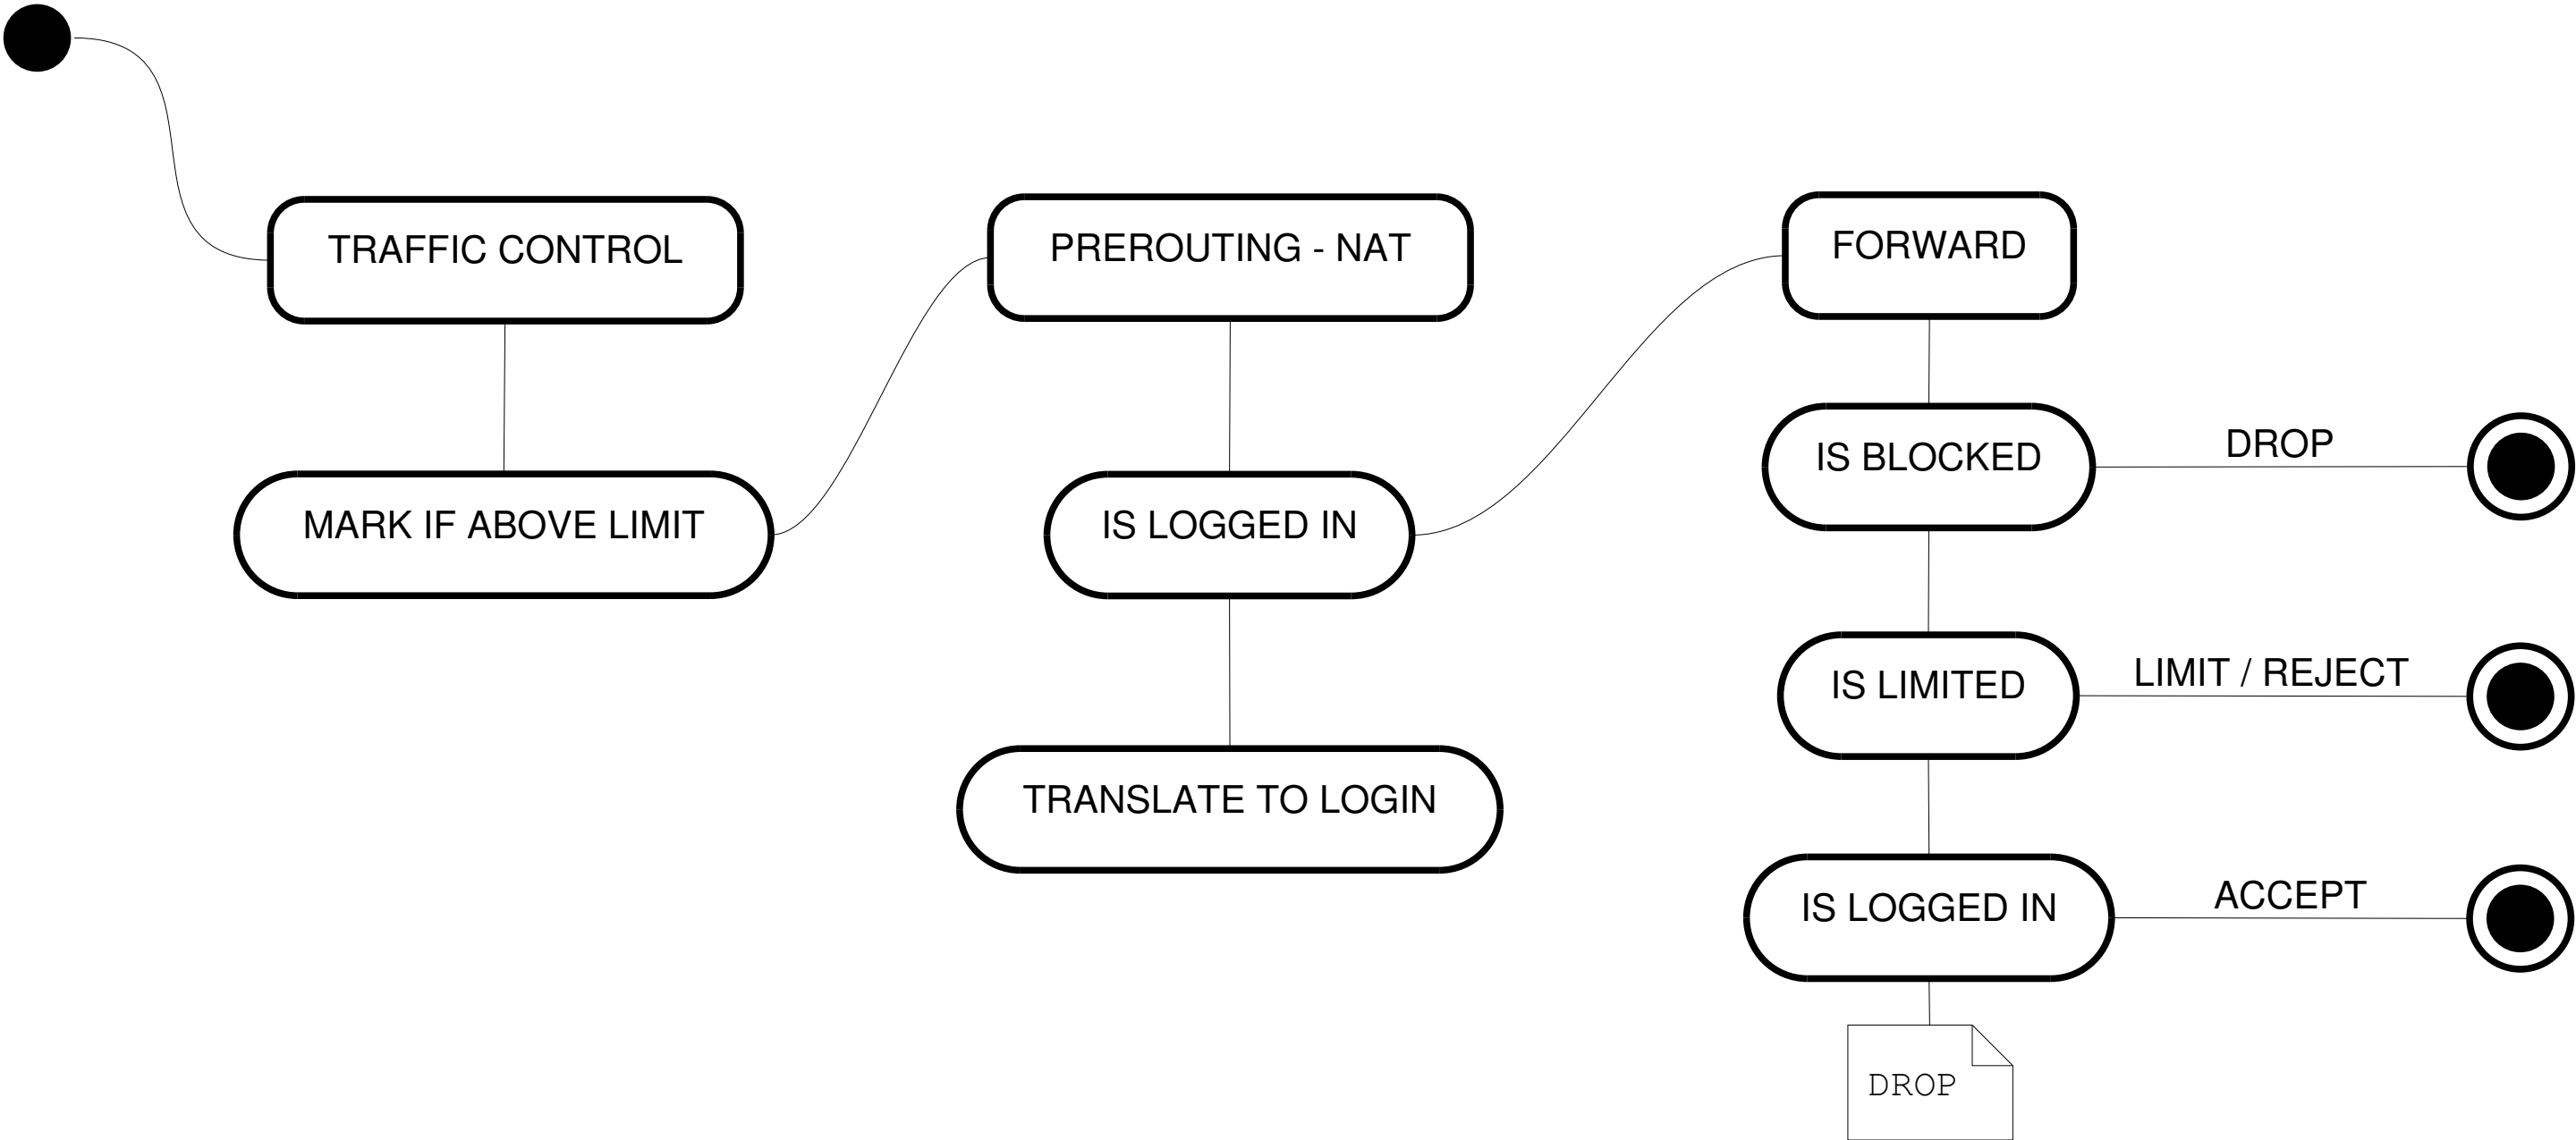 TRAFFIC CONTROL
MARK IF ABOVE LIMIT
PREROUTING - NAT
IS LOGGED IN
TRANSLATE TO LOGIN
FORWARD
IS BLOCKED
DROP
IS LIMITED
LIMIT / REJECT
IS LOGGED IN
ACCEPT
DROP